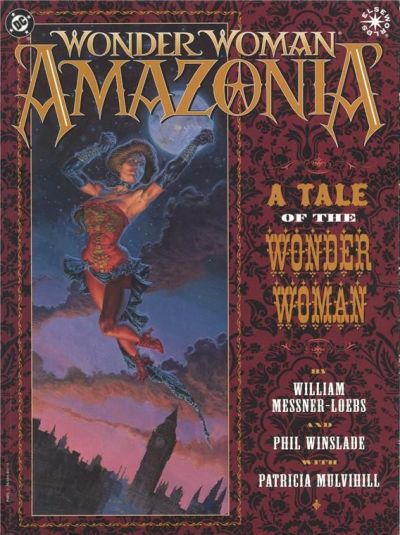 DC
ELSEWORLDS
WONDER WOMAN
AMAZONIA
A TALE
OF THE
WONDER
WOMAN
BY
WILLIAM
MESSNER-LOEBS
AND
PHIL WINSLADE
WITH
PATRICIA MULVIHILL